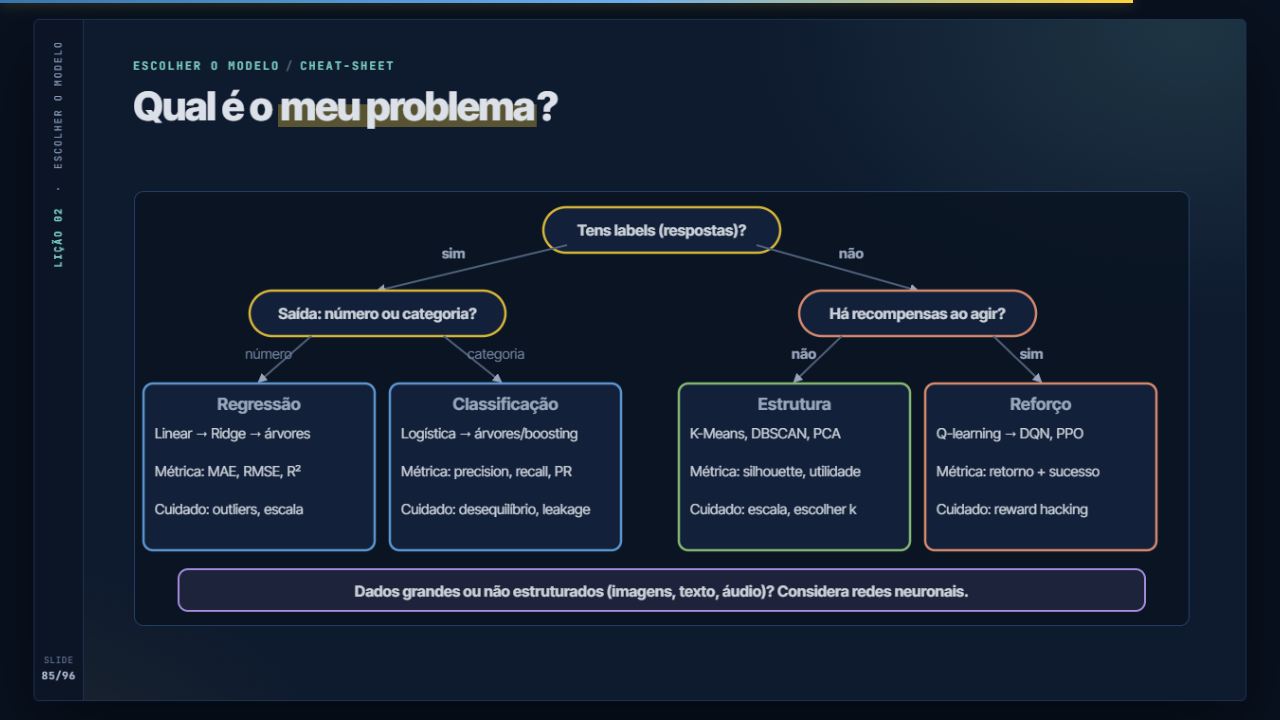 ESCOLHER O MODELO / CHEAT-SHEET
Qual é o meu problema?
LIÇÃO 02 · ESCOLHER O MODELO
Tens labels (respostas)?
sim
não
Saída: número ou categoria?
Há recompensas ao agir?
número
categoria
não
sim
Regressão
Linear → Ridge → árvores
Métrica: MAE, RMSE, R²
Cuidado: outliers, escala
Classificação
Logística → árvores/boosting
Métrica: precision, recall, PR
Cuidado: desequilíbrio, leakage
Estrutura
K-Means, DBSCAN, PCA
Métrica: silhouette, utilidade
Cuidado: escala, escolher k
Reforço
Q-learning → DQN, PPO
Métrica: retorno + sucesso
Cuidado: reward hacking
Dados grandes ou não estruturados (imagens, texto, áudio)? Considera redes neuronais.
SLIDE
85/96